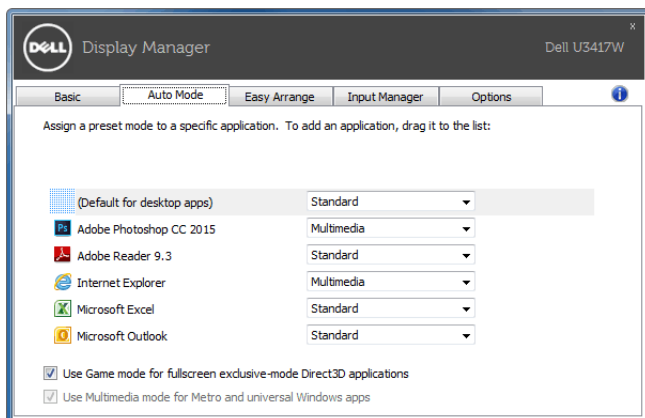 x
DELL Display Manager Dell U3417W
Basic Auto Mode Easy Arrange Input Manager Options i
Assign a preset mode to a specific application. To add an application, drag it to the list:
(Default for desktop apps) Standard
Ps Adobe Photoshop CC 2015 Multimedia
Adobe Reader 9.3 Standard
Internet Explorer Multimedia
Microsoft Excel Standard
Microsoft Outlook Standard
Use Game mode for fullscreen exclusive-mode Direct3D applications
Use Multimedia mode for Metro and universal Windows apps